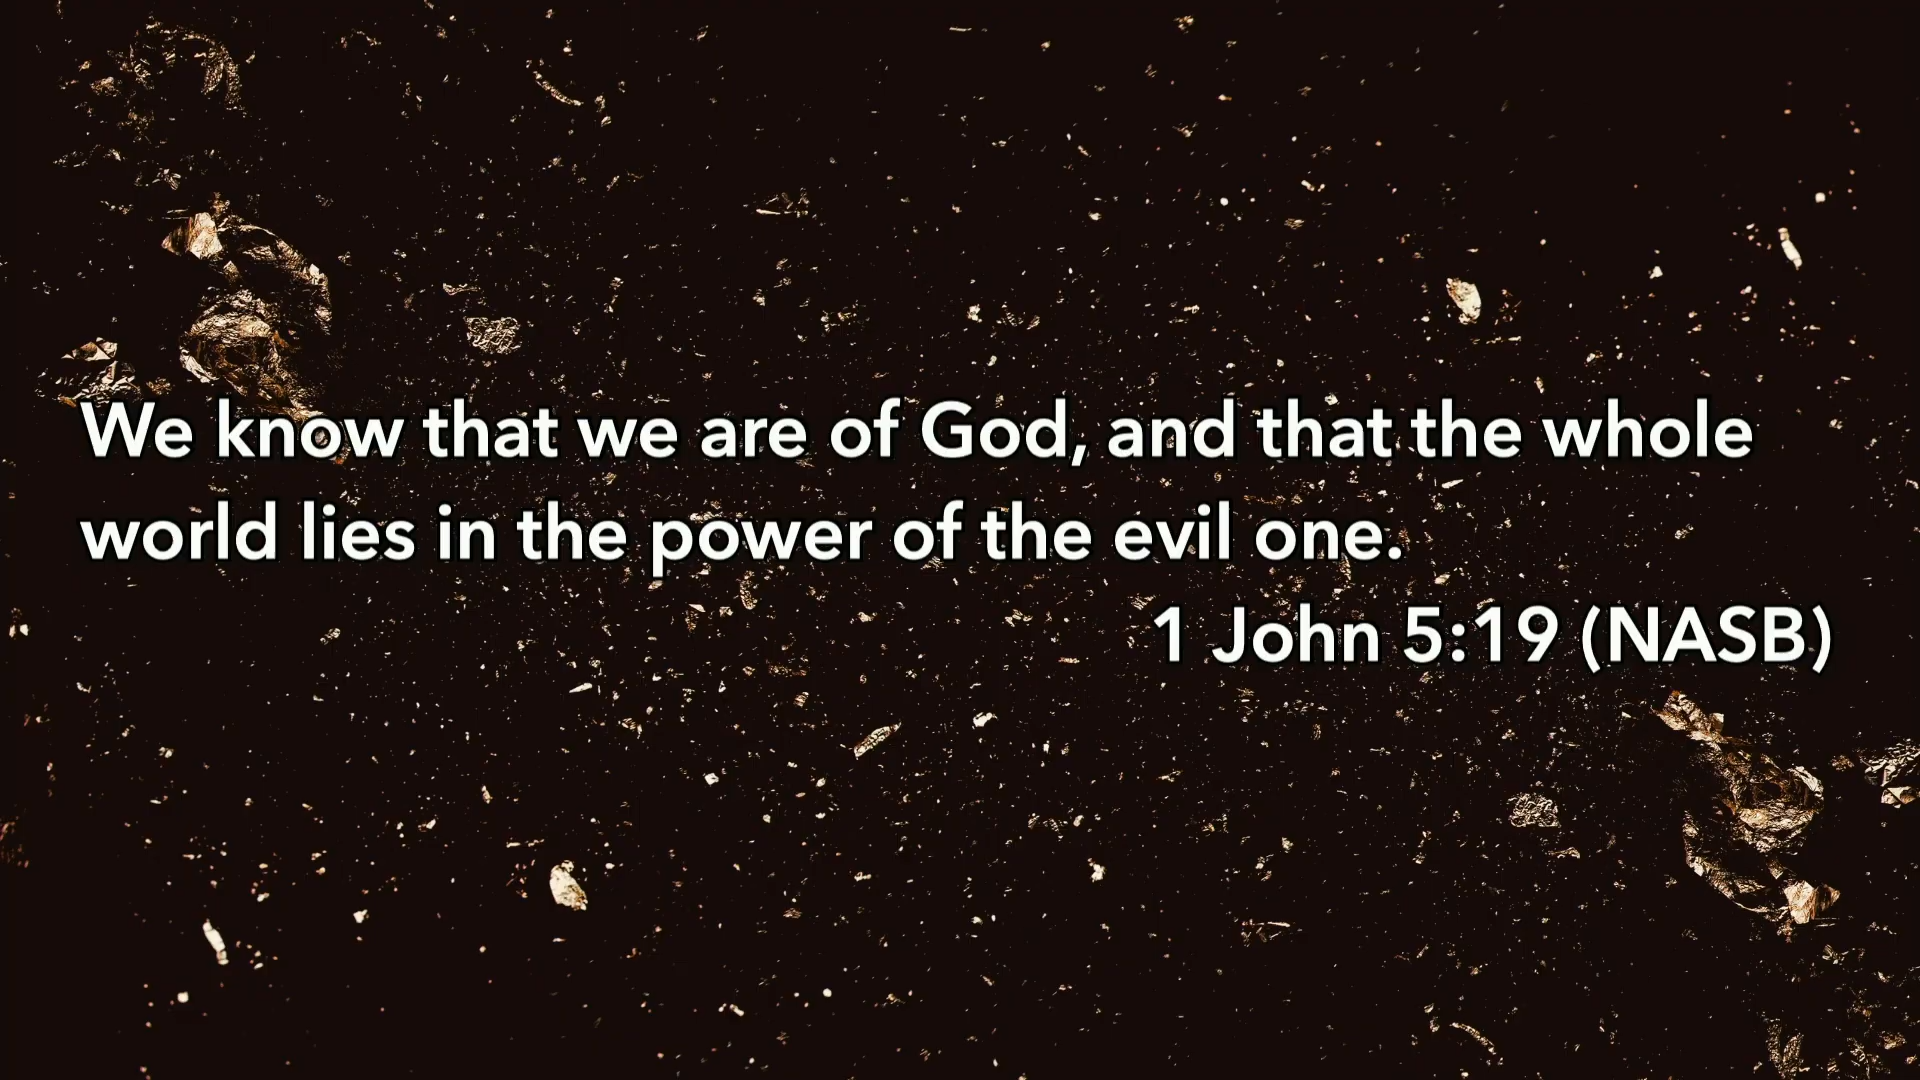 We know that we are of God, and that the whole
world lies in the power of the evil one.
1 John 5:19 (NASB)